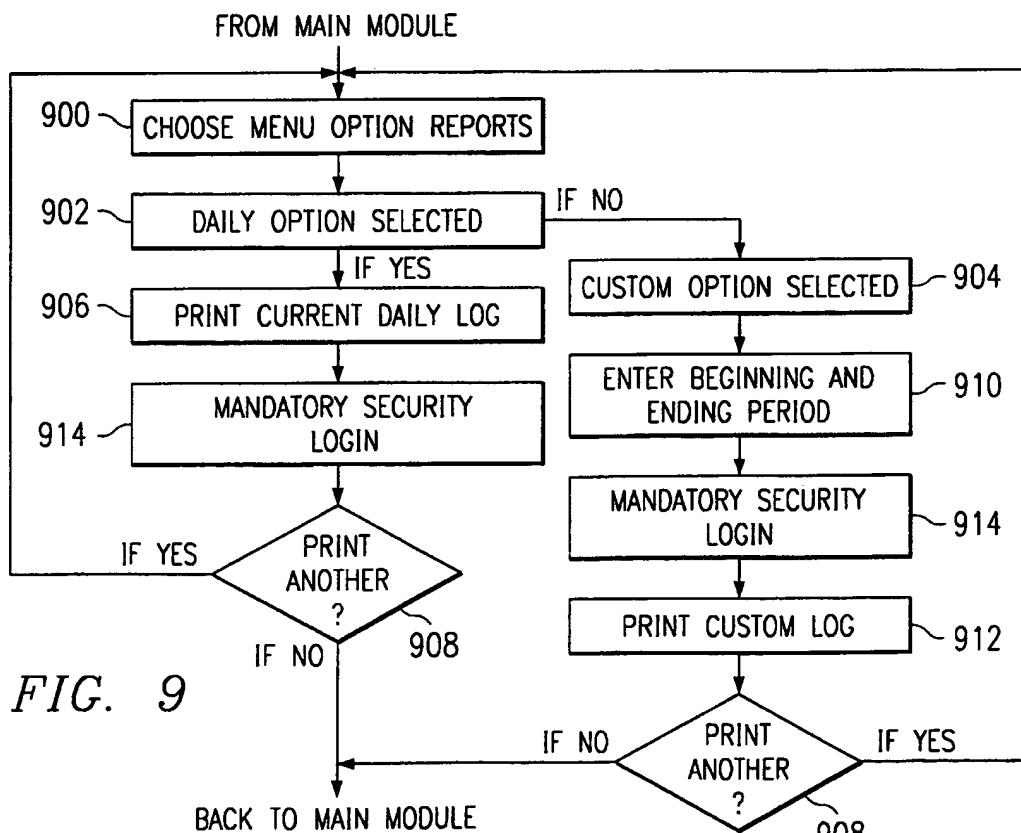 FROM MAIN MODULE
900
CHOOSE MENU OPTION REPORTS
902
DAILY OPTION SELECTED
IF NO
IF YES
904
CUSTOM OPTION SELECTED
906
PRINT CURRENT DAILY LOG
910
ENTER BEGINNING AND
ENDING PERIOD
914
MANDATORY SECURITY
LOGIN
MANDATORY SECURITY
LOGIN
914
IF YES
PRINT
ANOTHER
?
908
IF NO
PRINT CUSTOM LOG
912
FIG. 9
IF NO
PRINT
ANOTHER
?
IF YES
908
BACK TO MAIN MODULE